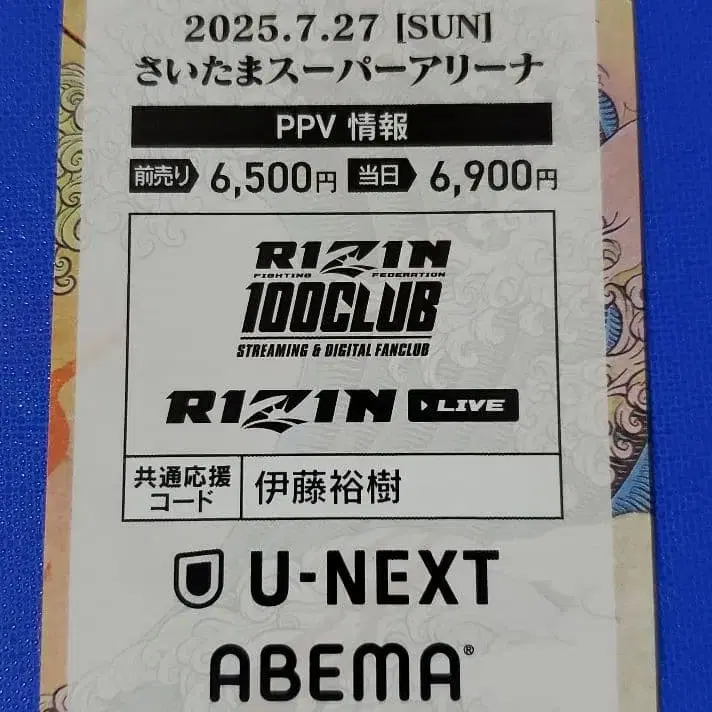 2025.7.27 [SUN]
さいたまスーパーアリーナ
PPV 情報
前売り 6,500円 当日 6,900円
RIZIN
FIGHTING FEDERATION
100CLUB
STREAMING & DIGITAL FANCLUB
RIZIN LIVE
共通応援
コード
伊藤裕樹
U-NEXT
ABEMA®